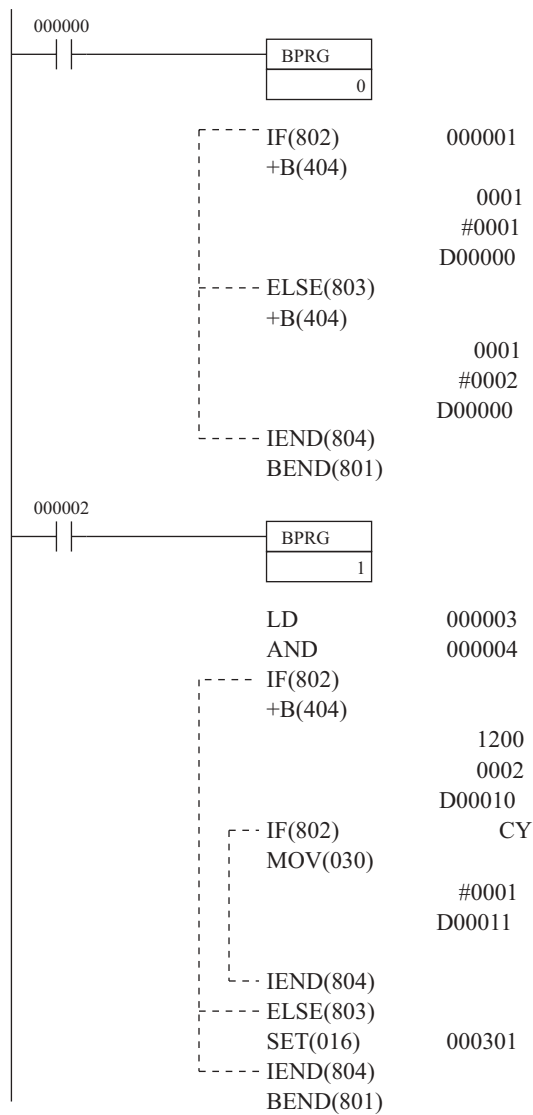 000000
BPRG
0
IF(802) 000001
+B(404)
0001
#0001
D00000
ELSE(803)
+B(404)
0001
#0002
D00000
IEND(804)
BEND(801)
000002
BPRG
1
LD 000003
AND 000004
IF(802)
+B(404)
1200
0002
D00010
IF(802) CY
MOV(030)
#0001
D00011
IEND(804)
ELSE(803)
SET(016) 000301
IEND(804)
BEND(801)